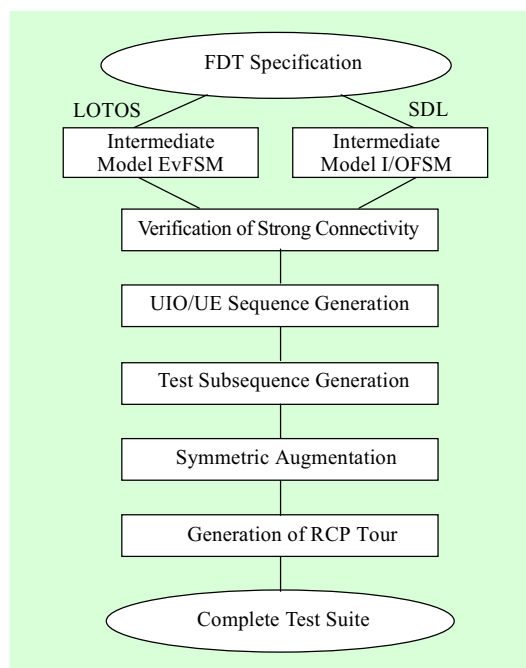 FDT Specification
LOTOS
SDL
Intermediate
Model EvFSM
Intermediate
Model I/OFSM
Verification of Strong Connectivity
UIO/UE Sequence Generation
Test Subsequence Generation
Symmetric Augmentation
Generation of RCP Tour
Complete Test Suite